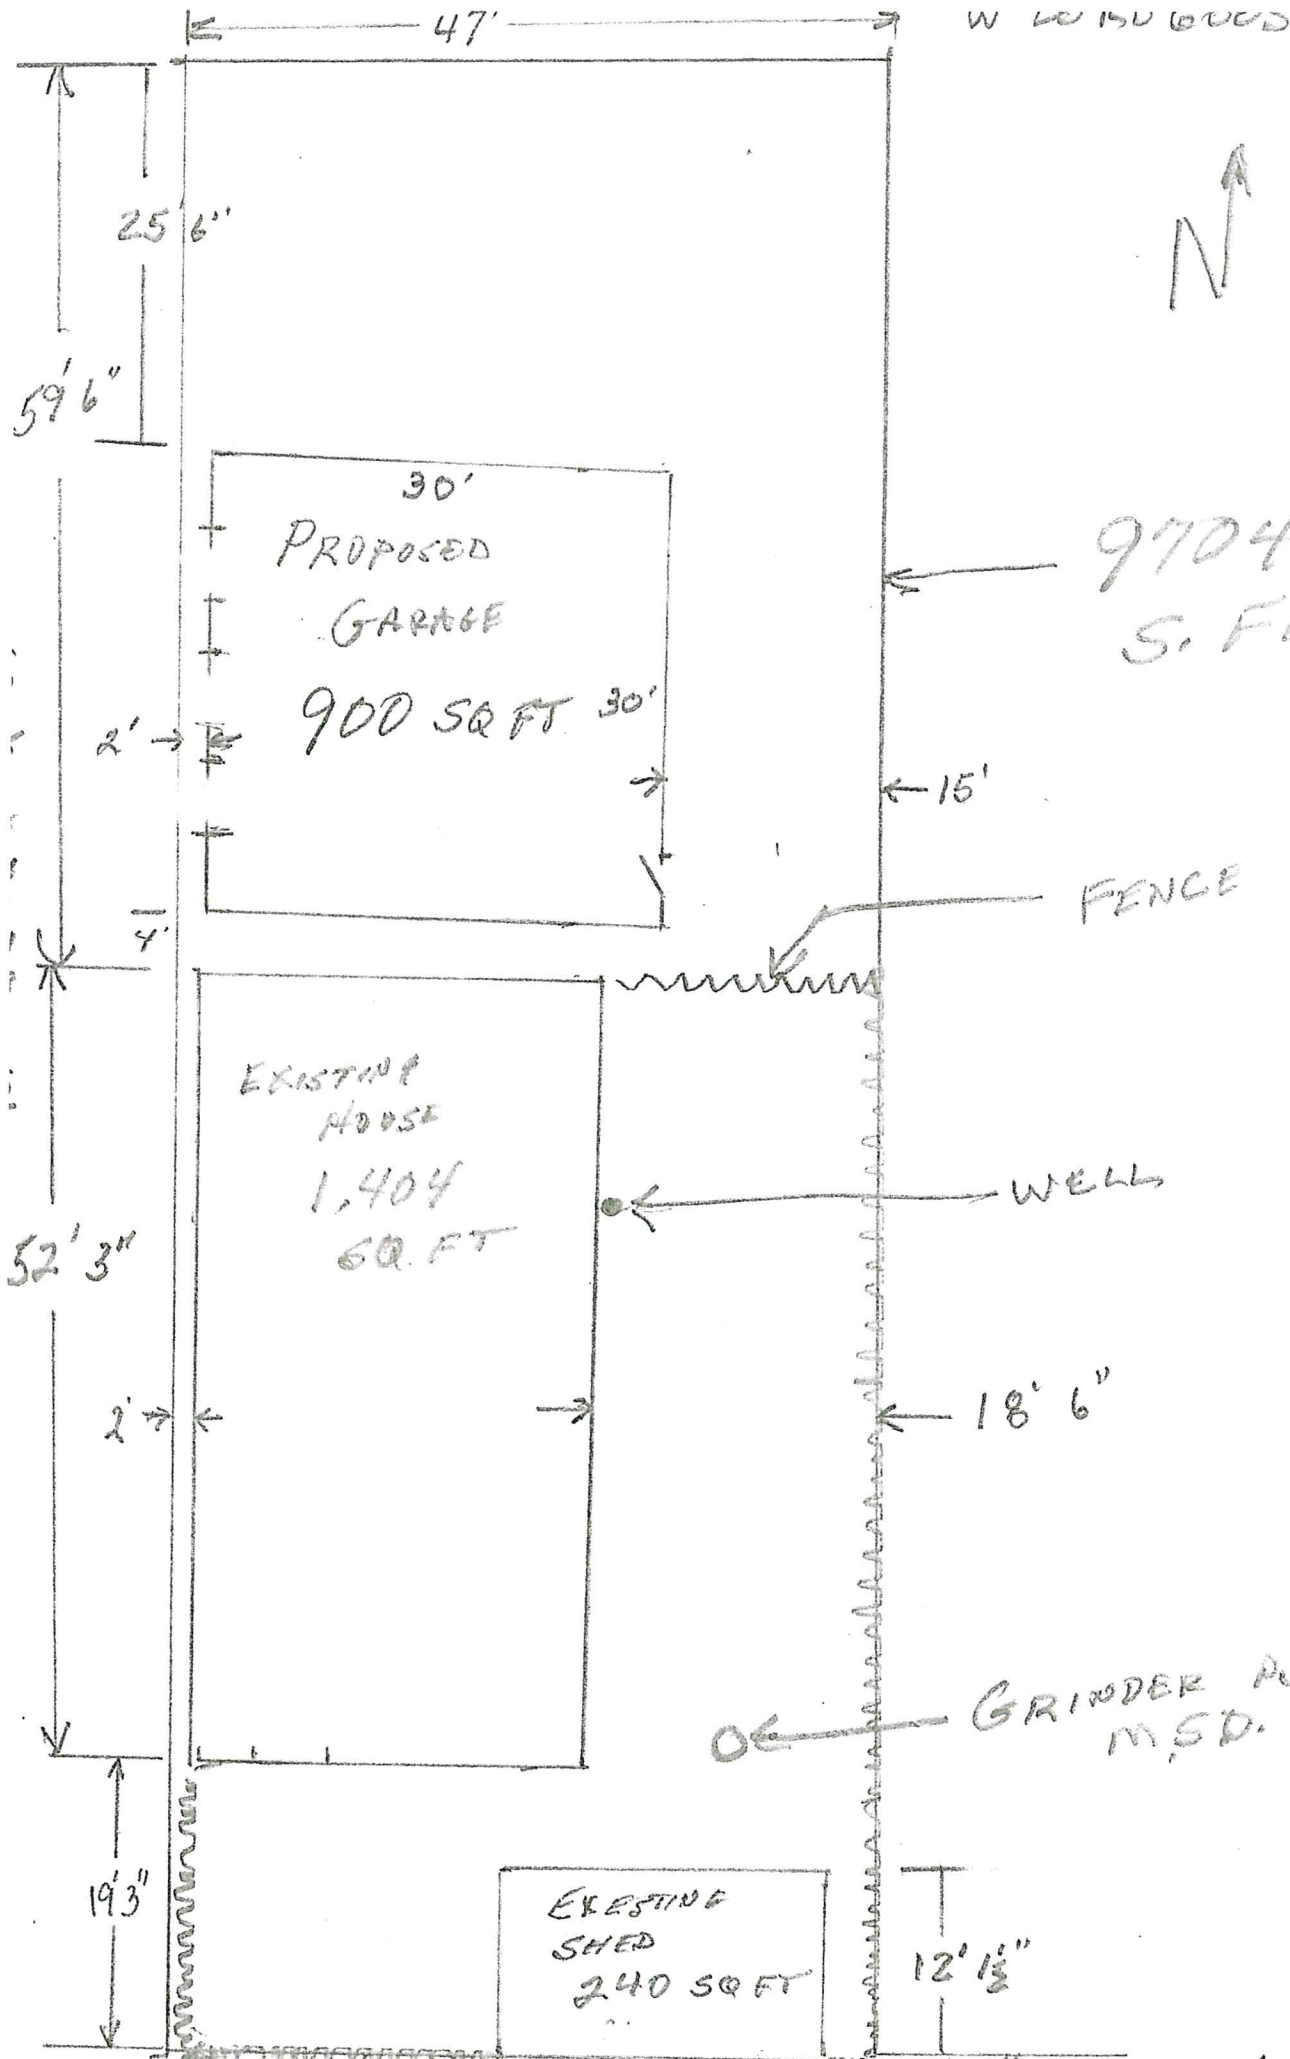 47'
W
N
25' 6"
59' 6"
30'
PROPOSED
GARAGE
900 SQ FT
30'
9704
S.
2'
15'
4'
FENCE
EXISTING
HOUSE
1,404
SQ. FT
WELL
52' 3"
2'
18' 6"
GRINDER
M.S.D.
19'3"
EXESTING
SHED
240 SQ FT
12' 1½"